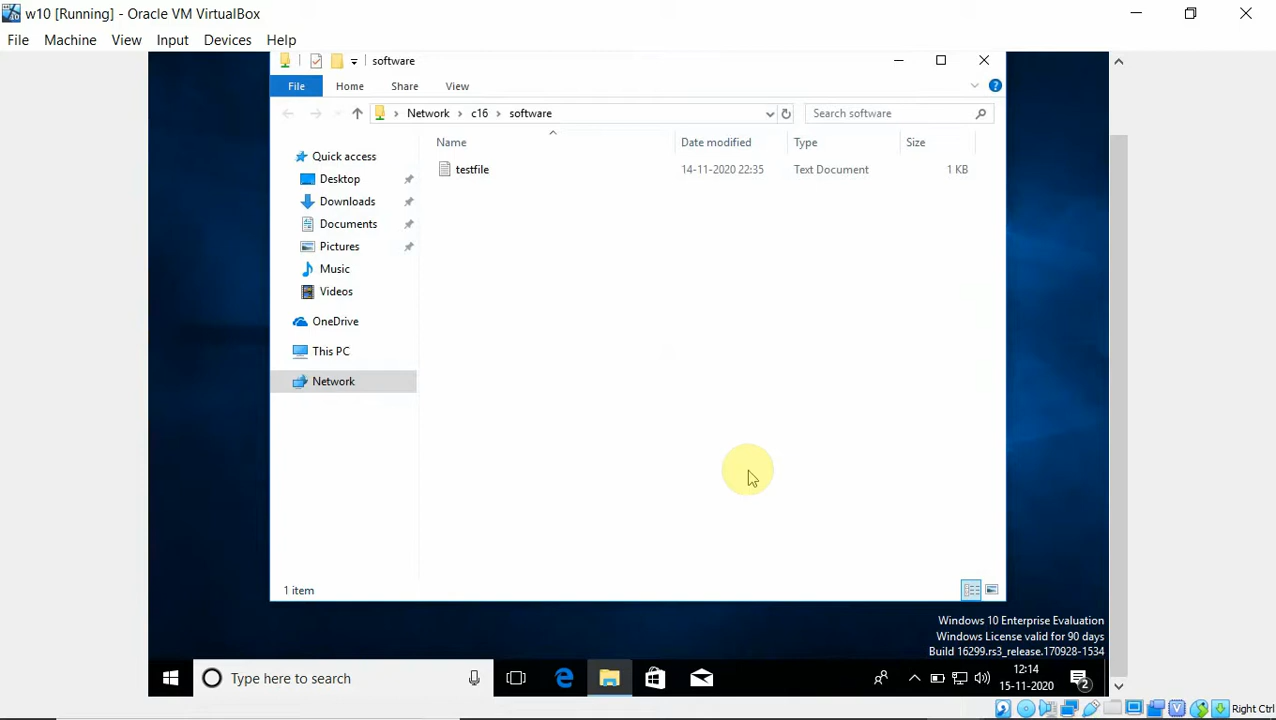 w10 [Running] - Oracle VM VirtualBox
File Machine View Input Devices Help
software
File Home Share View
Network c16 software
Search software
Name Date modified Type Size
testfile 14-11-2020 22:35 Text Document 1 KB
Quick access
Desktop
Downloads
Documents
Pictures
Music
Videos
OneDrive
This PC
Network
1 item
Windows 10 Enterprise Evaluation
Windows License valid for 90 days
Build 16299.rs3_release.170928-1534
Type here to search
12:14
15-11-2020
2
Right Ctrl